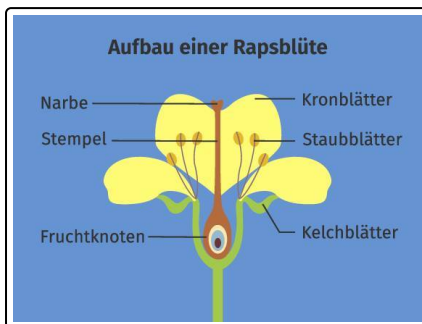 Aufbau einer Rapsblüte
Narbe
Kronblätter
Stempel
Staubblätter
Fruchtknoten
Kelchblätter